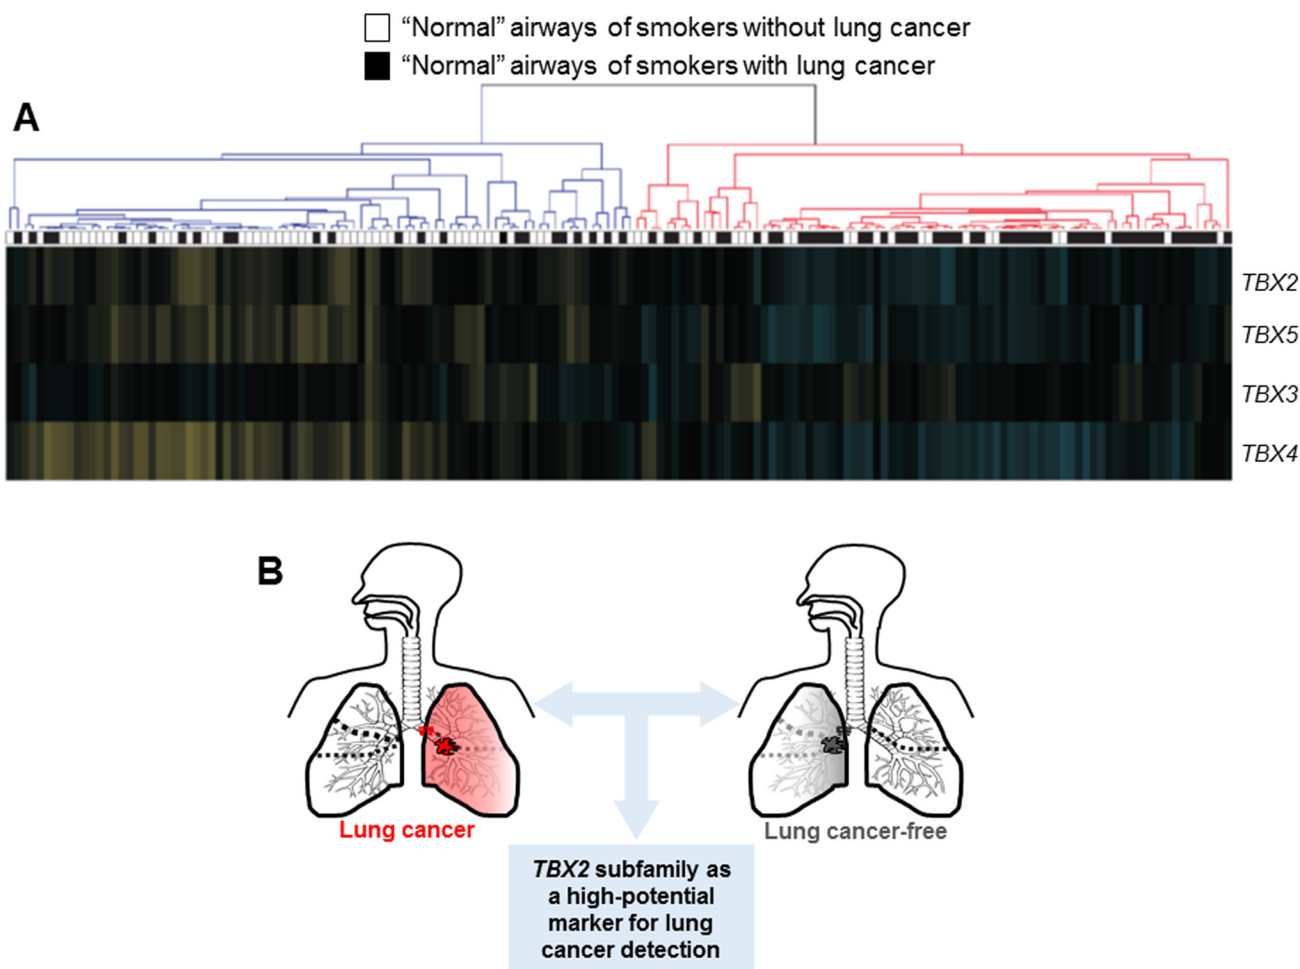 “Normal” airways of smokers without lung cancer
“Normal” airways of smokers with lung cancer
A
TBX2
TBX5
TBX3
TBX4
B
Lung cancer
Lung cancer-free
TBX2 subfamily as
a high-potential
marker for lung
cancer detection